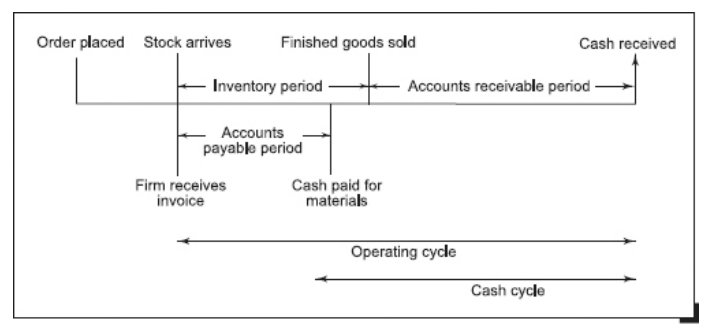 Order placed
Stock arrives
Finished goods sold
Cash received
Inventory period
Accounts receivable period
Accounts
payable period
Firm receives
invoice
Cash paid for
materials
Operating cycle
Cash cycle